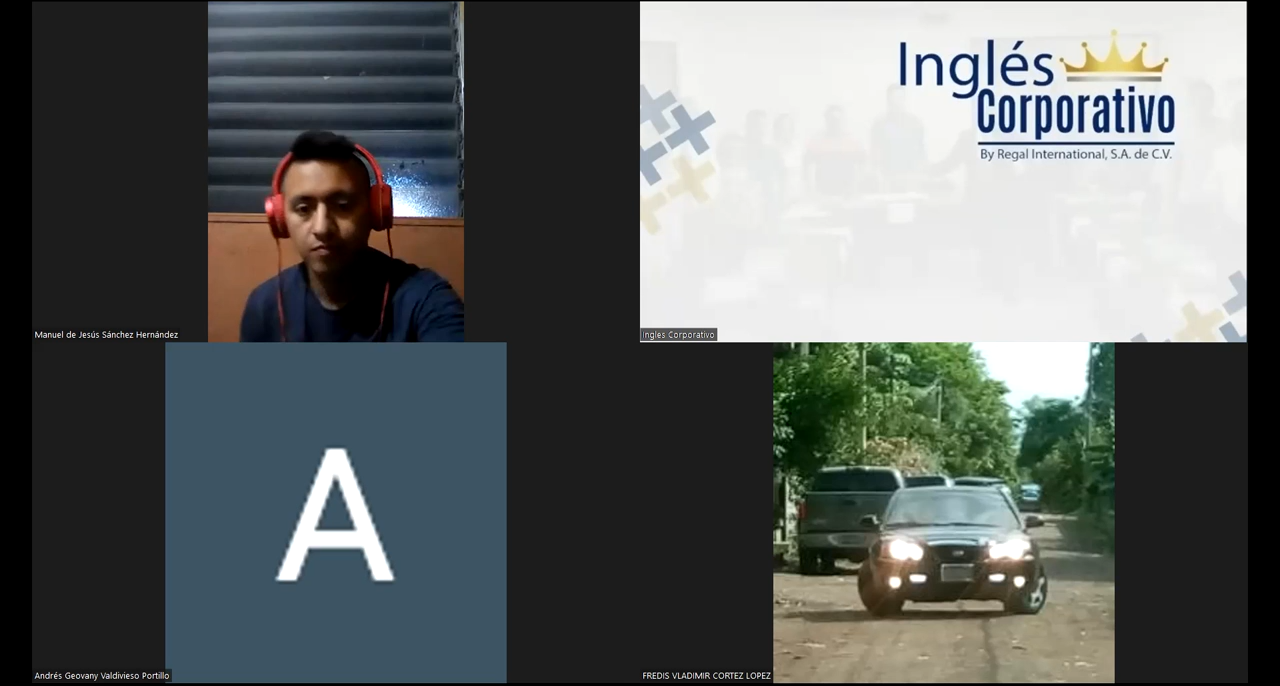 Inglés
Corporativo
By Regal International, S.A. de C.V.
Manuel de Jesús Sánchez Hernández
Inglés Corporativo
A
Andrés Geovany Valdivieso Portillo
FREDIS VLADIMIR CORTEZ LOPEZ